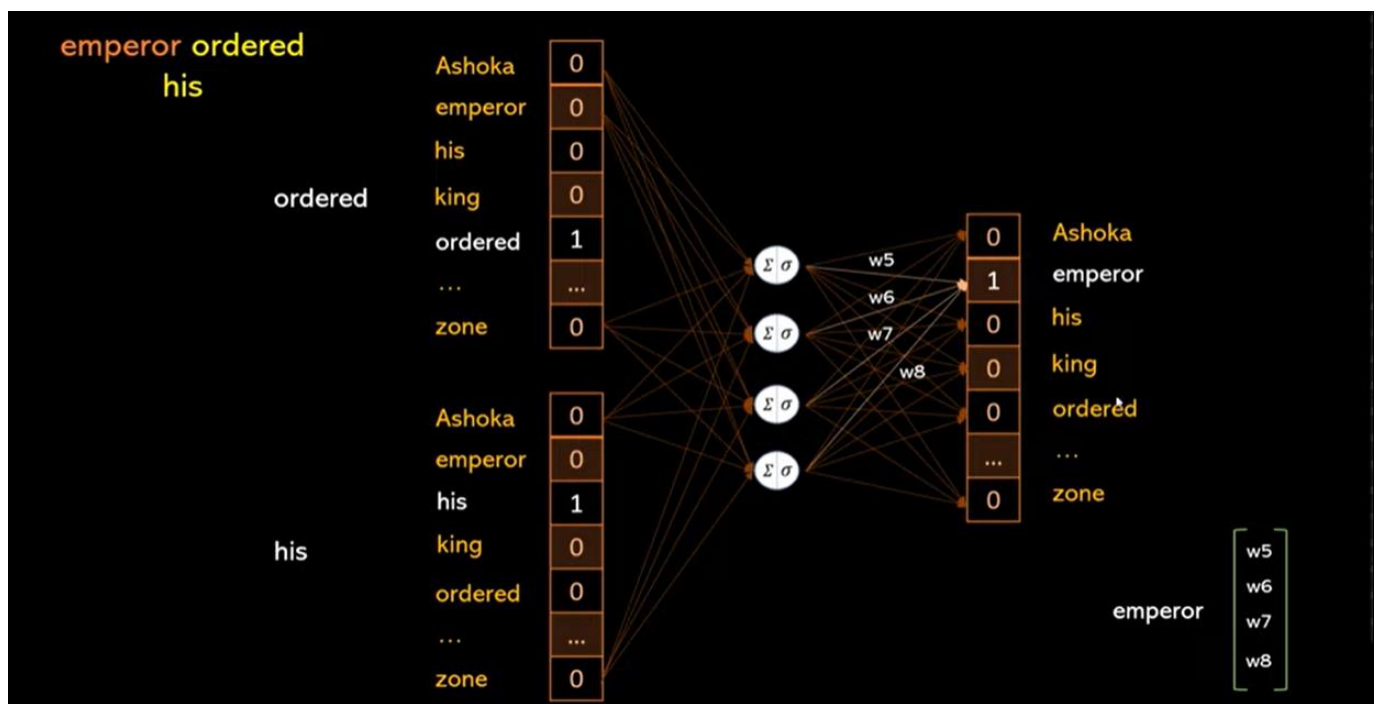 emperor ordered
his
ordered
Ashoka 0
emperor 0
his 0
king 0
ordered 1
... ...
zone 0
his
Ashoka 0
emperor 0
his 1
king 0
ordered 0
... ...
zone 0
Σ σ
Σ σ
Σ σ
Σ σ
w5
w6
w7
w8
0 Ashoka
1 emperor
0 his
0 king
0 ordered
... ...
0 zone
emperor
w5
w6
w7
w8